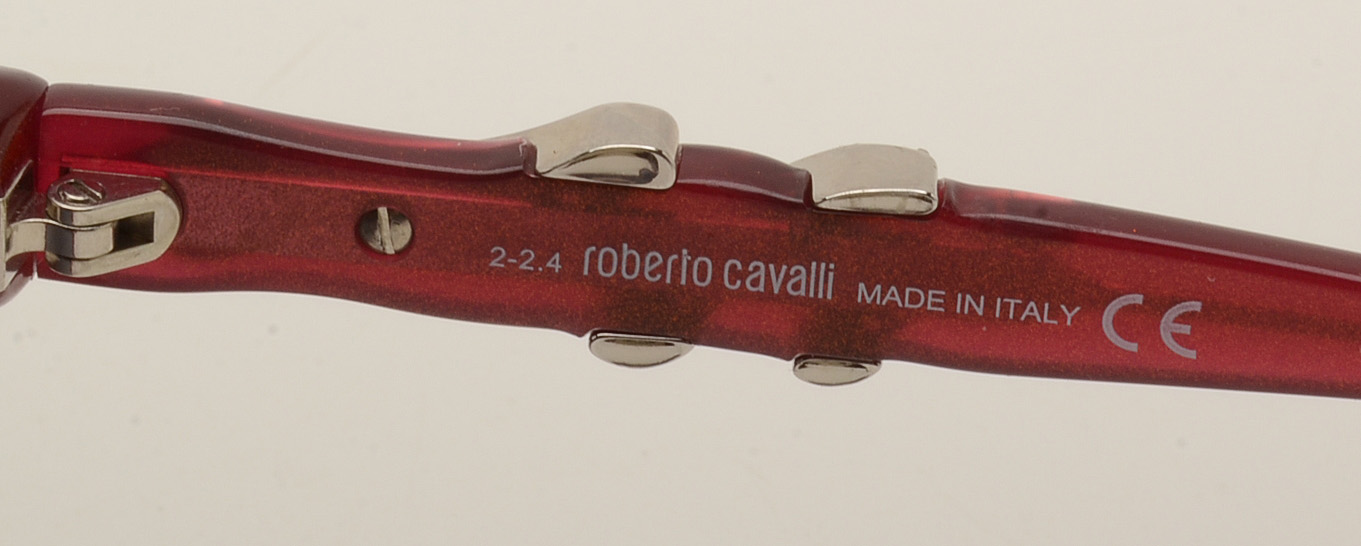 2-2.4 roberto cavalli MADE IN ITALY CE